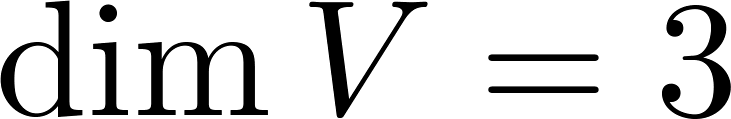 dim V = 3